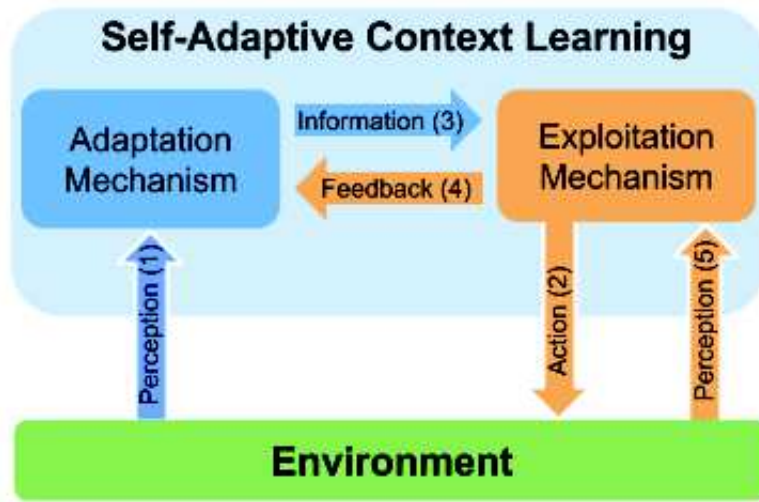 Self-Adaptive Context Learning
Adaptation
Mechanism
Information (3)
Feedback (4)
Exploitation
Mechanism
Perception (1)
Action (2)
Perception (5)
Environment